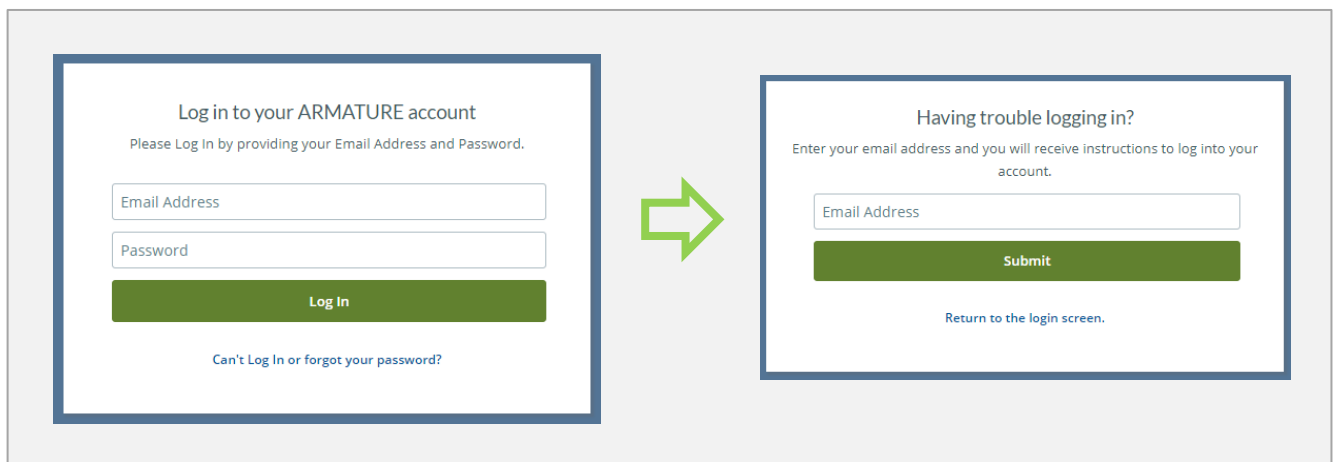 Log in to your ARMATURE account
Please Log In by providing your Email Address and Password.
Email Address
Password
Log In
Can't Log In or forgot your password?
Having trouble logging in?
Enter your email address and you will receive instructions to log into your
account.
Email Address
Submit
Return to the login screen.